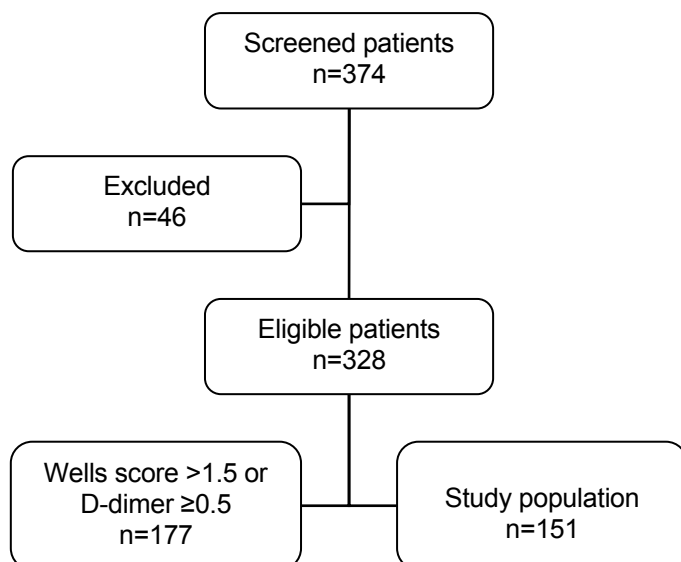 Screened patients
n=374
Excluded
n=46
Eligible patients
n=328
Wells score >1.5 or
D-dimer ≥0.5
n=177
Study population
n=151